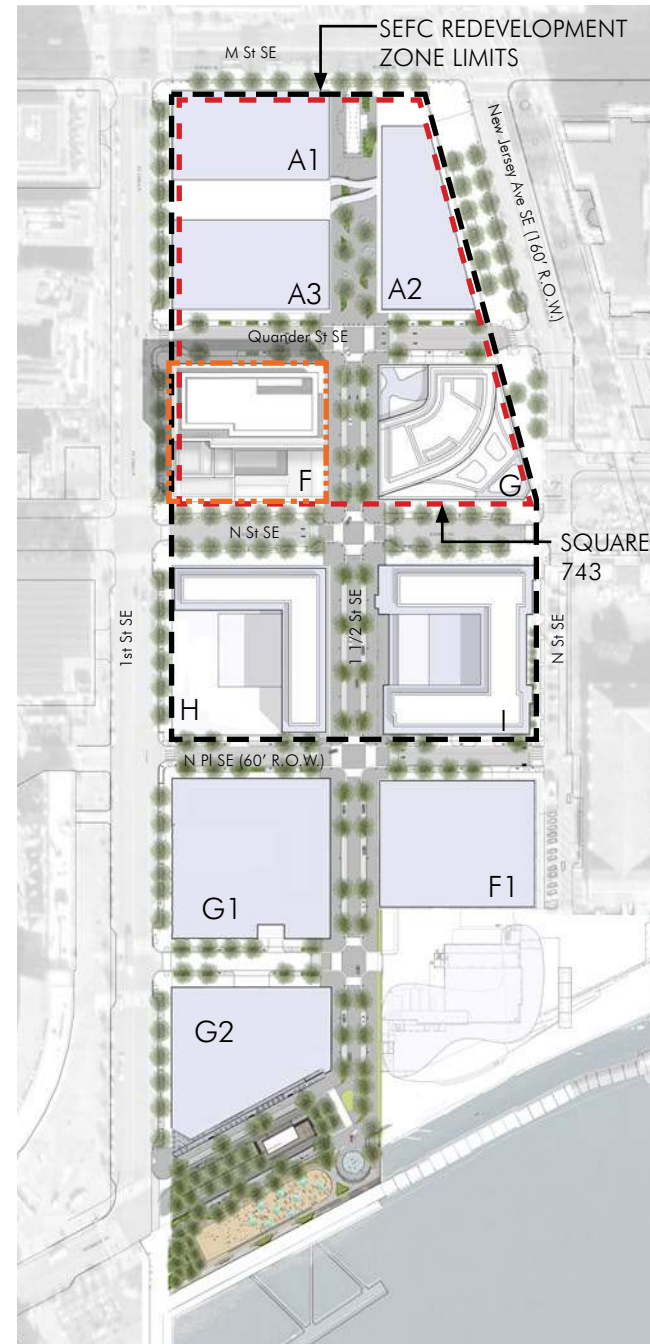 SEFC REDEVELOPMENT
ZONE LIMITS
M St SE
New Jersey Ave SE (160' R.O.W.)
A1
A3
A2
Quander St SE
F
G
N St SE
SQUARE
743
1st St SE
1 1/2 St SE
N St SE
H
I
N Pl SE (60' R.O.W.)
G1
F1
G2